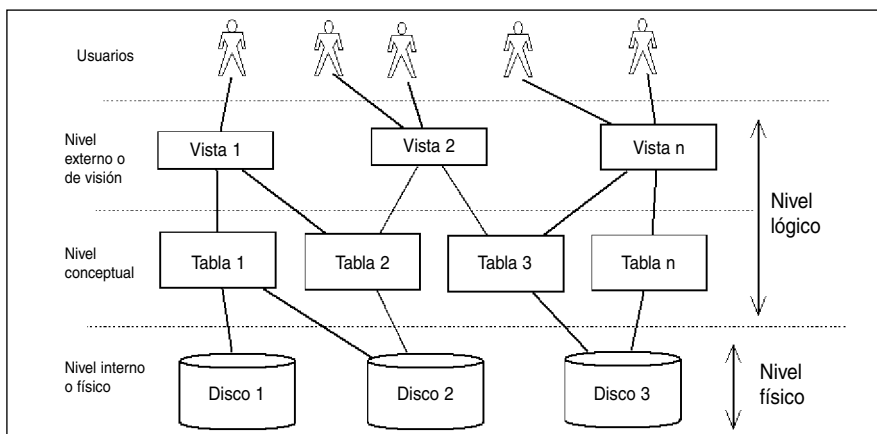 Usuarios
Nivel
externo o
de visión
Vista 1
Vista 2
Vista n
Nivel
lógico
Nivel
conceptual
Tabla 1
Tabla 2
Tabla 3
Tabla n
Nivel interno
o físico
Disco 1
Disco 2
Disco 3
Nivel
físico